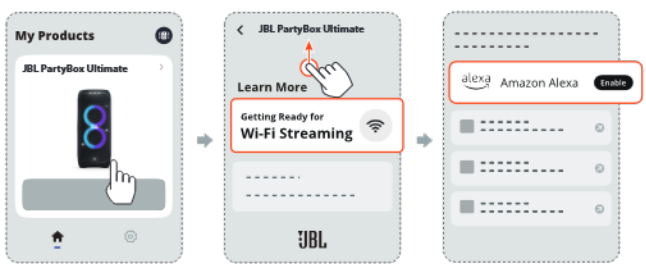 My Products
JBL PartyBox Ultimate
JBL PartyBox Ultimate
Learn More
Getting Ready for
Wi-Fi Streaming
JBL
alexa
Amazon Alexa
Enable